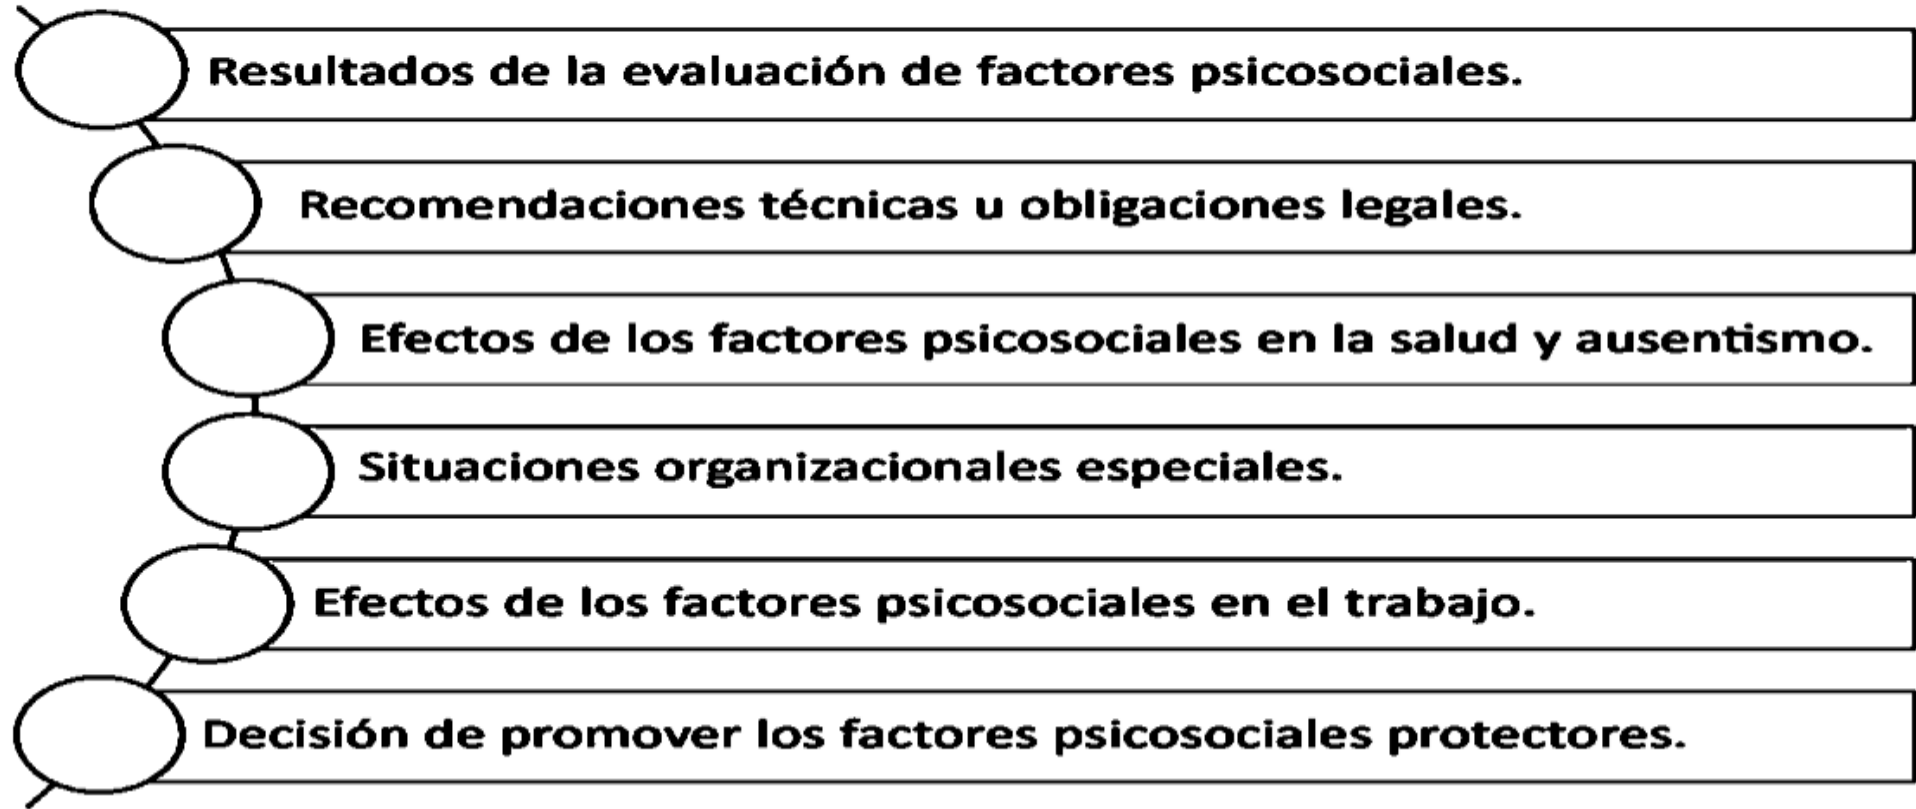 Resultados de la evaluación de factores psicosociales.
Recomendaciones técnicas u obligaciones legales.
Efectos de los factores psicosociales en la salud y ausentismo.
Situaciones organizacionales especiales.
Efectos de los factores psicosociales en el trabajo.
Decisión de promover los factores psicosociales protectores.